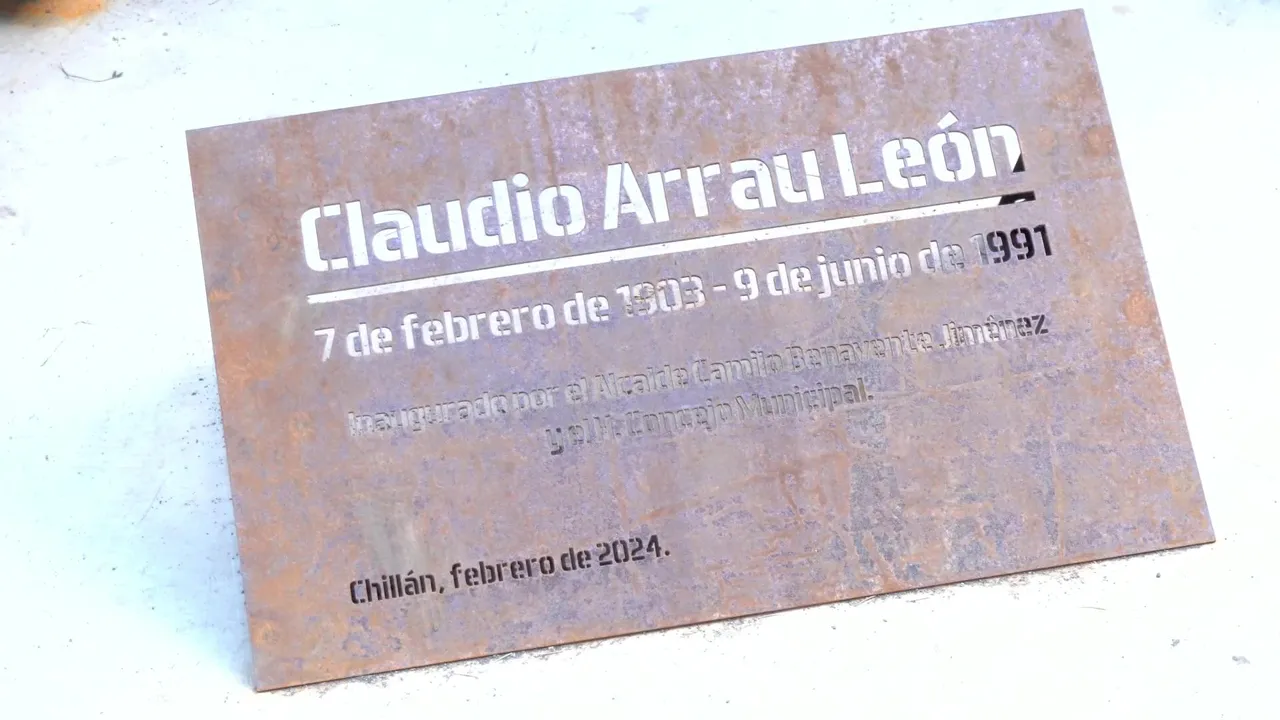 Claudio Arrau León
7 de febrero de 1903 - 9 de junio de 1991
Inaugurado por el Alcalde Camilo Benavente Jiménez
y el H. Concejo Municipal.
Chillán, febrero de 2024.